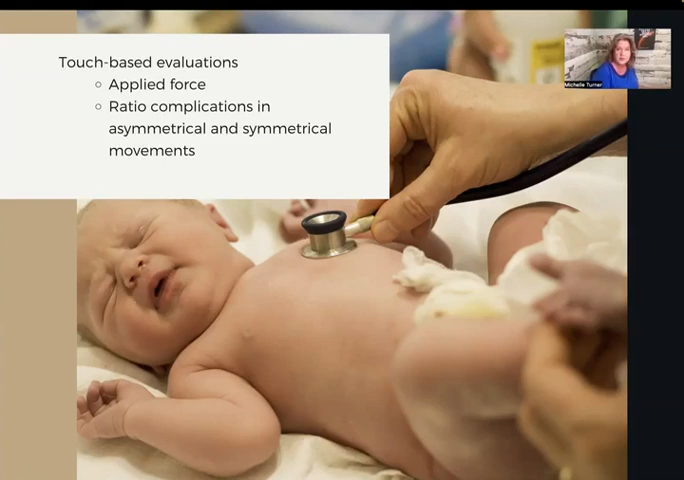 Touch-based evaluations
Applied force
Ratio complications in
asymmetrical and symmetrical
movements
Michelle Turner